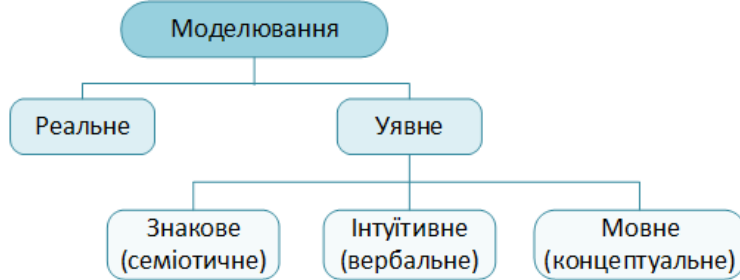 Моделювання
Реальне
Уявне
Знакове
(семіотичне)
Інтуїтивне
(вербальне)
Мовне
(концептуальне)